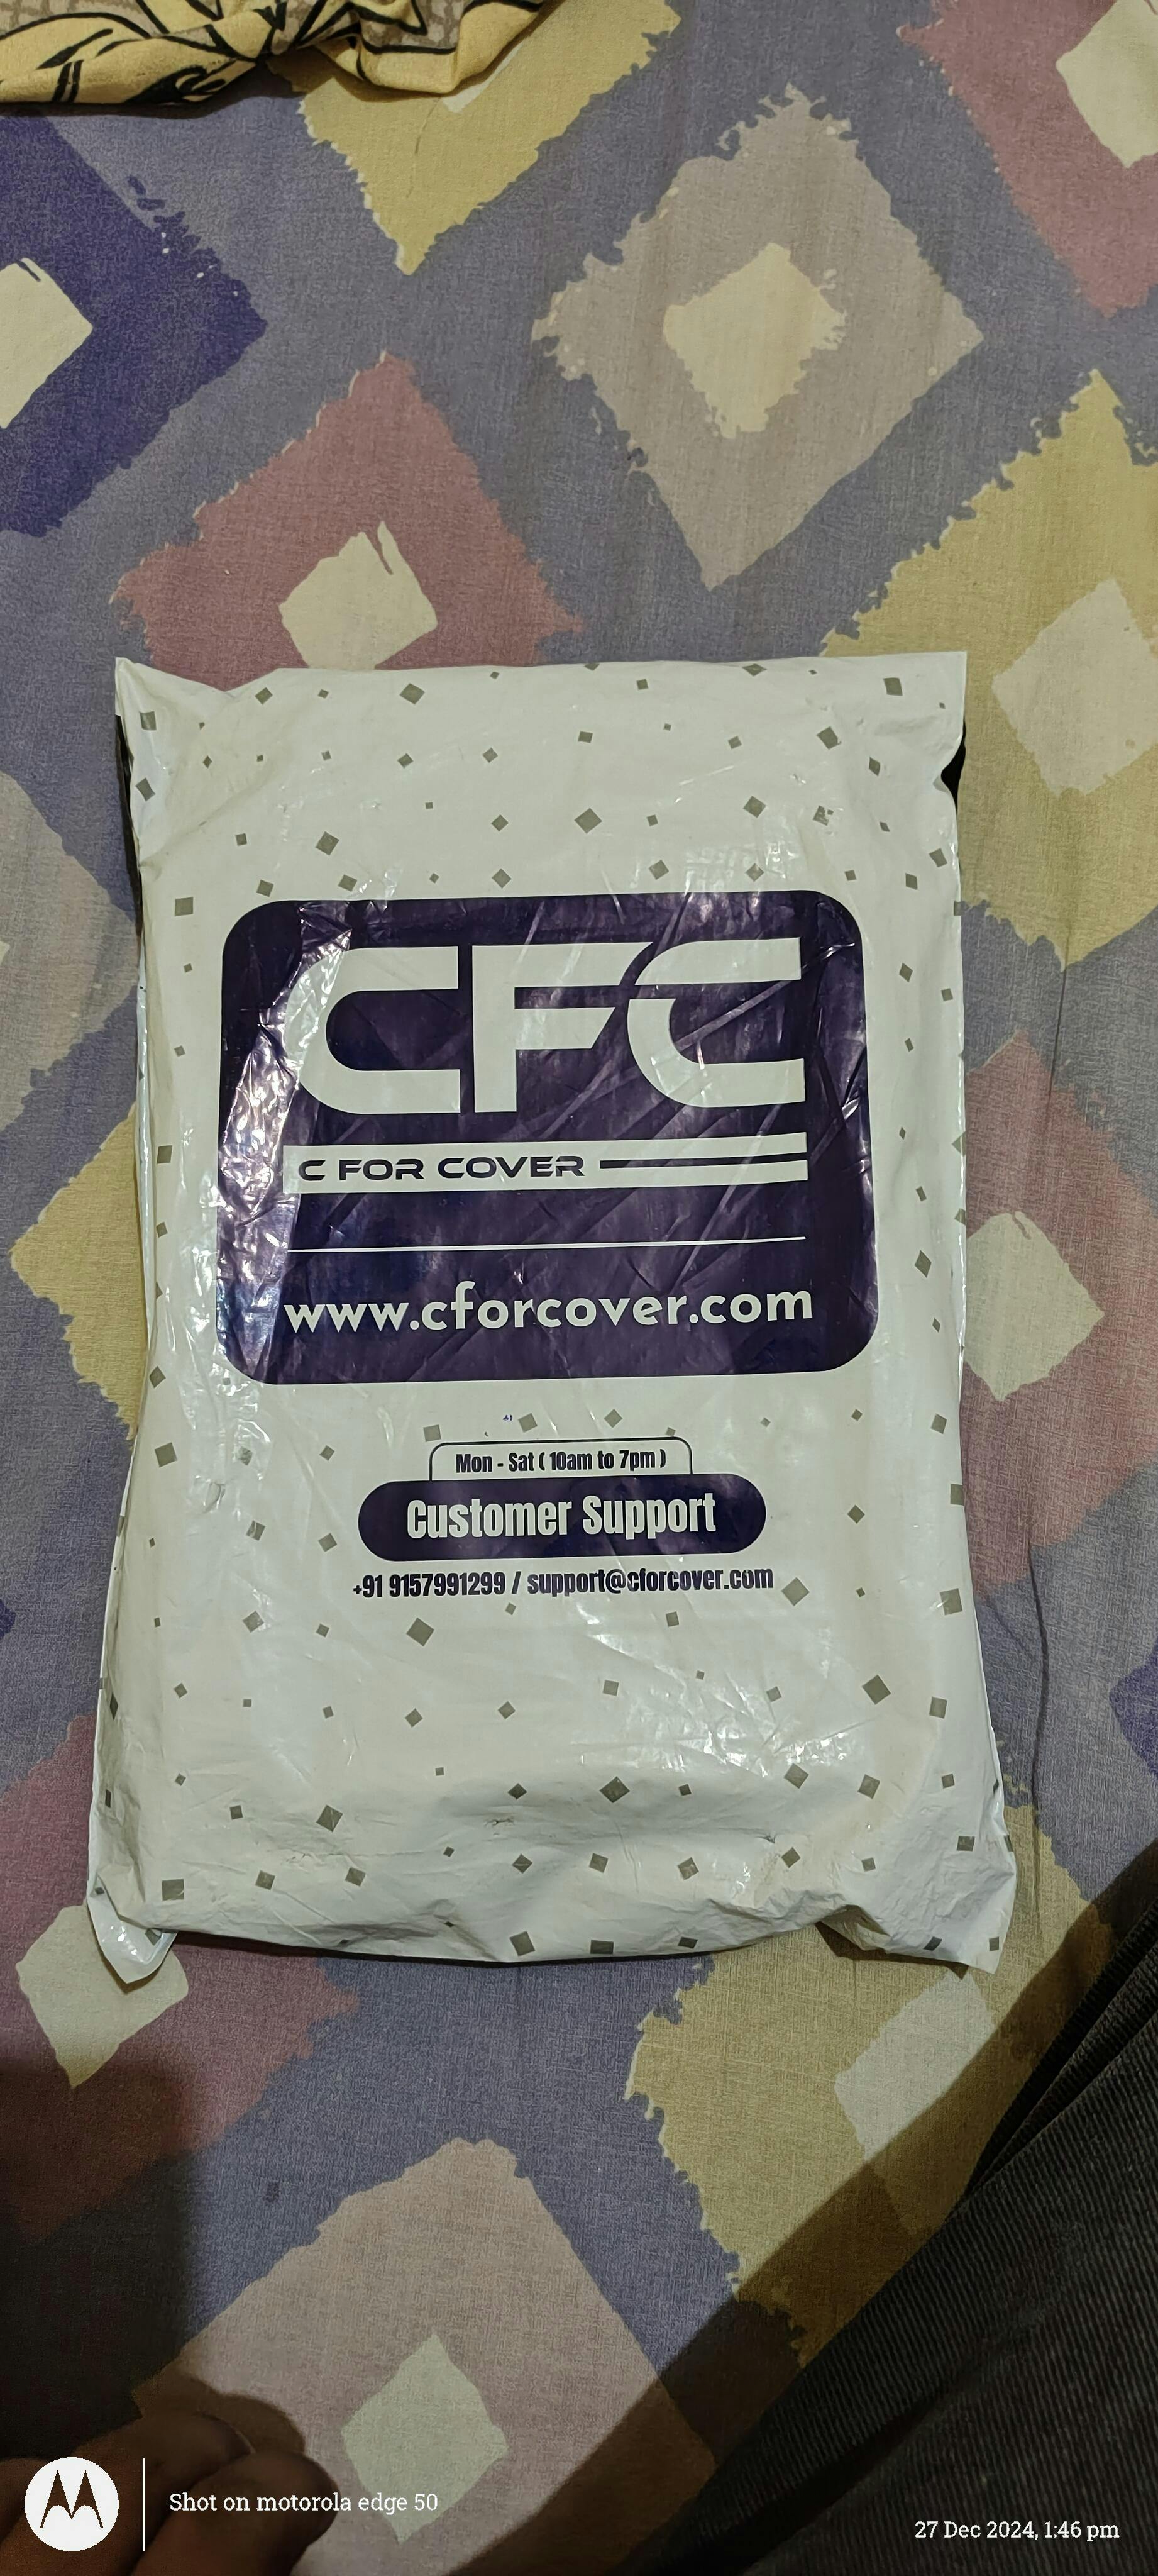 CFC
C FOR COVER
www.cforcover.com
Mon - Sat ( 10am to 7pm )
Customer Support
+91 9157991299 / support@cforcover.com
Shot on motorola edge 50
27 Dec 2024, 1:46 pm